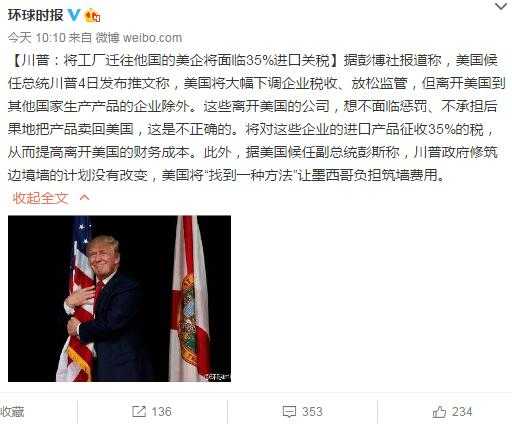 环球时报
今天 10:10 来自 微博 weibo.com
【川普：将工厂迁往他国的美企将面临35%进口关税】据彭博社报道称，美国候
任总统川普4日发布推文称，美国将大幅下调企业税收、放松监管，但离开美国到
其他国家生产产品的企业除外。这些离开美国的公司，想不面临惩罚、不承担后
果地把产品卖回美国，这是不正确的。将对这些企业的进口产品征收35%的税，
从而提高离开美国的财务成本。此外，据美国候任副总统彭斯称，川普政府修筑
边境墙的计划没有改变，美国将“找到一种方法”让墨西哥负担筑墙费用。
收起全文
收藏 136 353 234